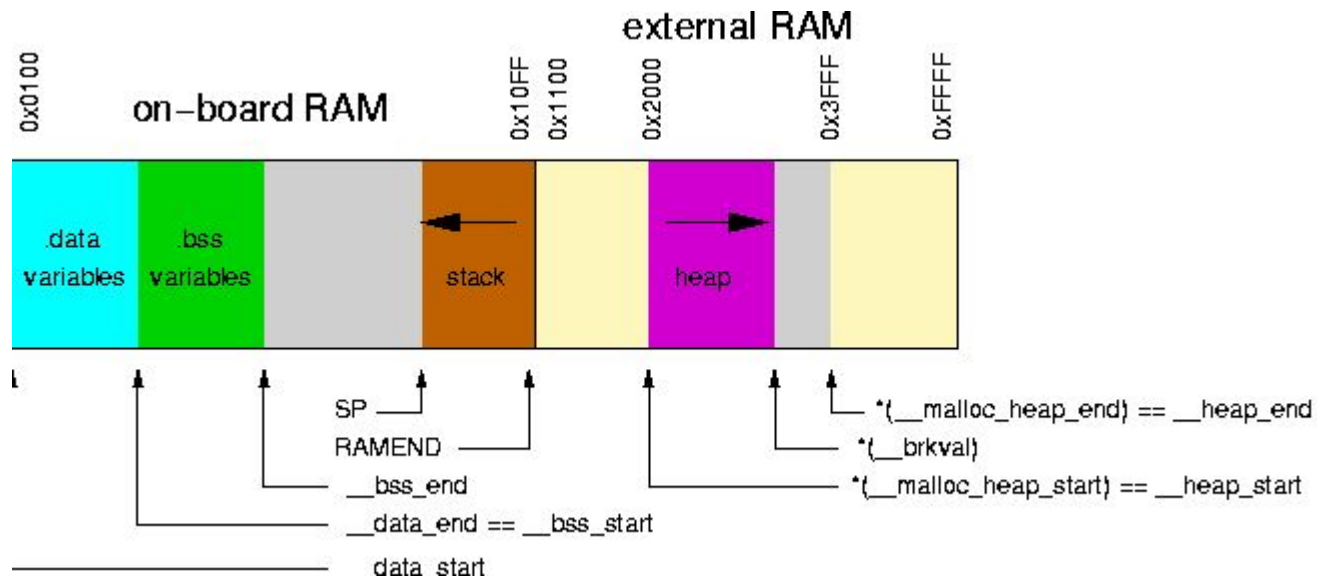 external RAM
on-board RAM
0x0100
0x10FF
0x1100
0x2000
0x3FFF
0xFFFF
.data
variables
.bss
variables
stack
heap
SP
RAMEND
__bss_end
__data_end == __bss_start
__data_start
*(__malloc_heap_end) == __heap_end
*(__brkval)
*(__malloc_heap_start) == __heap_start